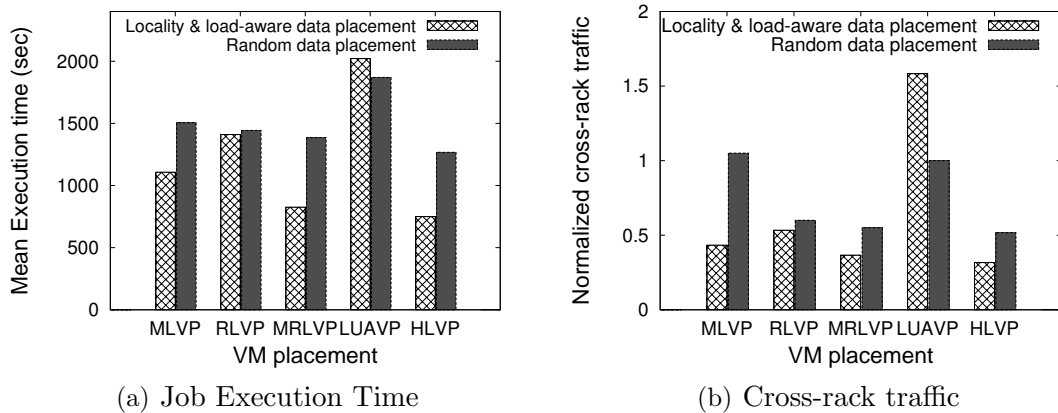 Mean Execution time (sec)
2000
1500
1000
500
0
Locality & load-aware data placement
Random data placement
MLVP RLVP MRLVP LUAVP HLVP
VM placement
(a) Job Execution Time
Normalized cross-rack traffic
2
1.5
1
0.5
0
Locality & load-aware data placement
Random data placement
MLVP RLVP MRLVP LUAVP HLVP
VM placement
(b) Cross-rack traffic